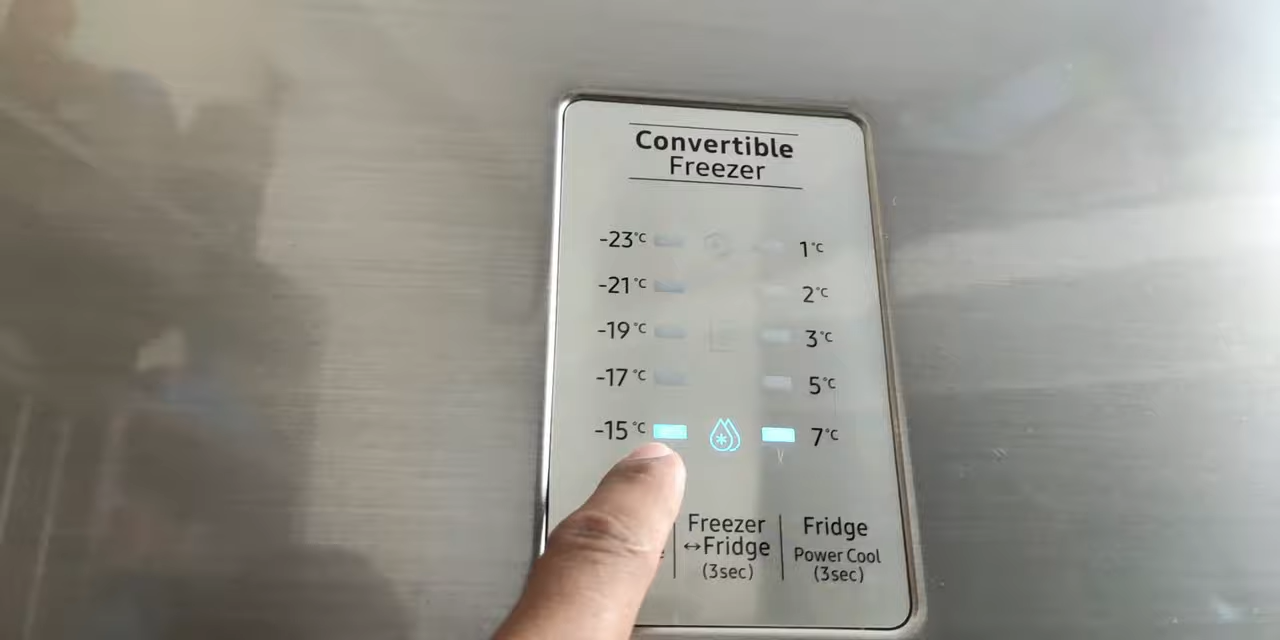 Convertible
Freezer
-23°C 1°C
-21°C 2°C
-19°C 3°C
-17°C 5°C
-15°C 7°C
Freezer Fridge
↔Fridge Power Cool
(3sec) (3sec)